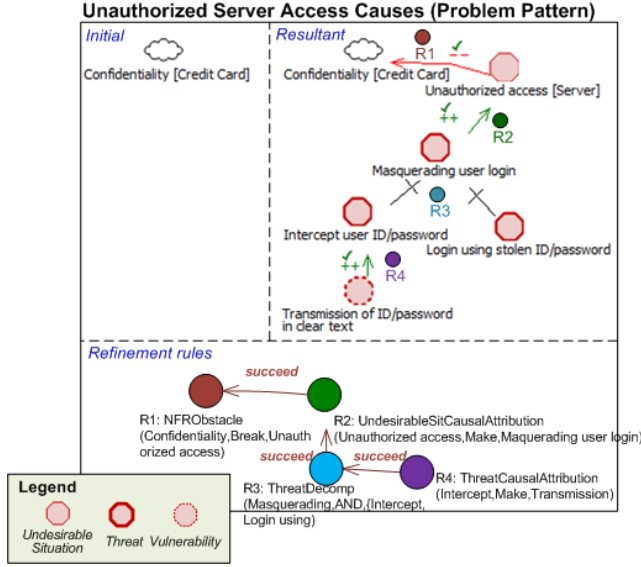 Unauthorized Server Access Causes (Problem Pattern)
Initial
Resultant
Confidentiality [Credit Card]
Confidentiality [Credit Card]
R1
✓
--
Unauthorized access [Server]
✓
++
R2
Masquerading user login
R3
Intercept user ID/password
Login using stolen ID/password
✓
++
R4
Transmission of ID/password
in clear text
Refinement rules
succeed
R1: NFRObstacle
(Confidentiality,Break,Unauth
orized access)
R2: UndesirableSitCausalAttribution
(Unauthorized access,Make,Maquerading user login)
succeed
succeed
R3: ThreatDecomp
(Masquerading,AND,{Intercept,
Login using)
R4: ThreatCausalAttribution
(Intercept,Make,Transmission)
Legend
Undesirable
Situation
Threat
Vulnerability